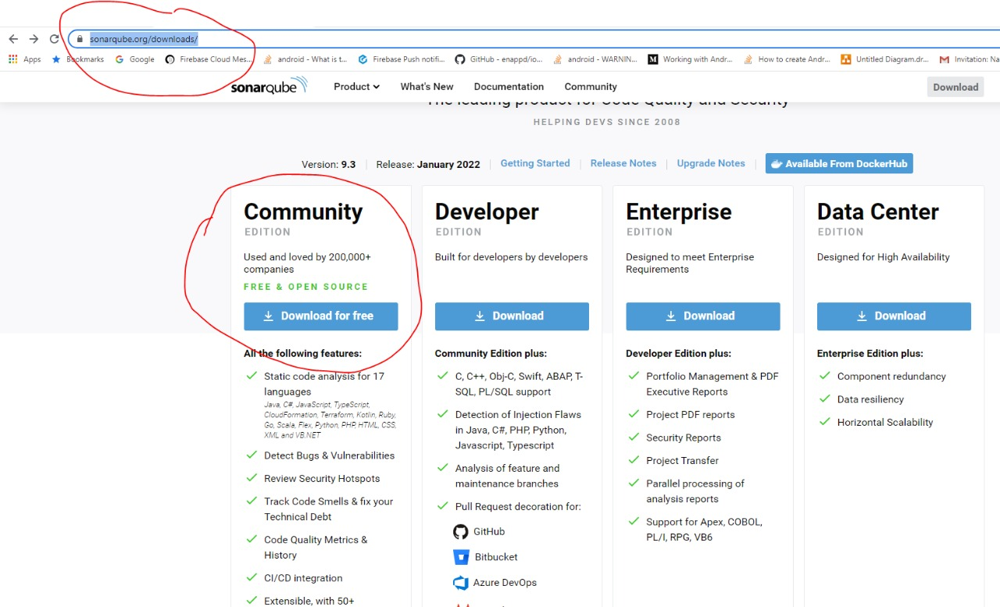 sonarqube.org/downloads/
Apps
Bookmarks
Google
Firebase Cloud Mes...
android - What is t...
Firebase Push notifi...
GitHub - enappd/io...
android - WARNIN...
Working with Andr...
How to create Andr...
Untitled Diagram.dr...
Invitation: Na
sonarqube
Product
What's New
Documentation
Community
Download
The leading product for Code Quality and Security
HELPING DEVS SINCE 2008
Version: 9.3
Release: January 2022
Getting Started
Release Notes
Upgrade Notes
Available From DockerHub
Community
EDITION
Used and loved by 200,000+
companies
FREE & OPEN SOURCE
Download for free
All the following features:
Static code analysis for 17
languages
Java, C#, JavaScript, TypeScript,
CloudFormation, Terraform, Kotlin, Ruby,
Go, Scala, Flex, Python, PHP, HTML, CSS,
XML and VB.NET
Detect Bugs & Vulnerabilities
Review Security Hotspots
Track Code Smells & fix your
Technical Debt
Code Quality Metrics &
History
CI/CD integration
Extensible, with 50+
Developer
EDITION
Built for developers by developers
Download
Community Edition plus:
C, C++, Obj-C, Swift, ABAP, T-
SQL, PL/SQL support
Detection of Injection Flaws
in Java, C#, PHP, Python,
Javascript, Typescript
Analysis of feature and
maintenance branches
Pull Request decoration for:
GitHub
Bitbucket
Azure DevOps
Enterprise
EDITION
Designed to meet Enterprise
Requirements
Download
Developer Edition plus:
Portfolio Management & PDF
Executive Reports
Project PDF reports
Security Reports
Project Transfer
Parallel processing of
analysis reports
Support for Apex, COBOL,
PL/I, RPG, VB6
Data Center
EDITION
Designed for High Availability
Download
Enterprise Edition plus:
Component redundancy
Data resiliency
Horizontal Scalability